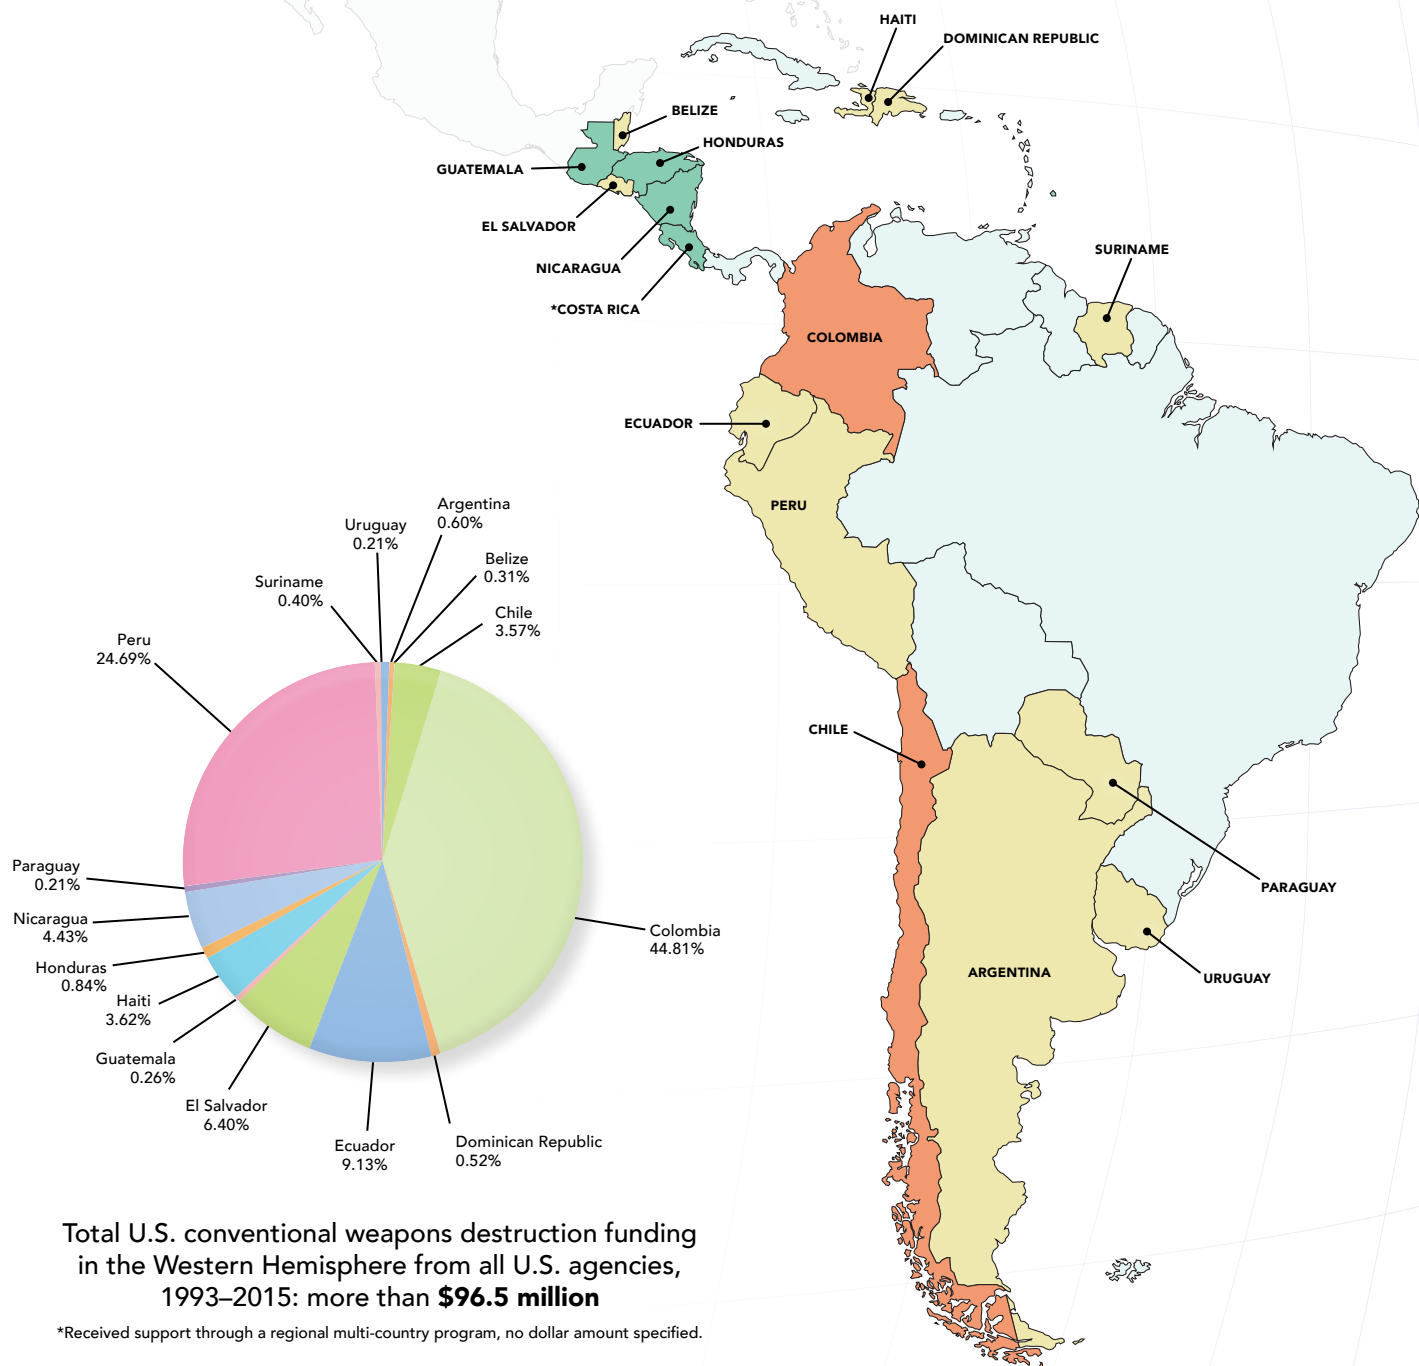 HAITI
DOMINICAN REPUBLIC
BELIZE
HONDURAS
GUATEMALA
EL SALVADOR
NICARAGUA
*COSTA RICA
SURINAME
COLOMBIA
ECUADOR
PERU
CHILE
PARAGUAY
ARGENTINA
URUGUAY
Argentina
0.60%
Uruguay
0.21%
Belize
0.31%
Suriname
0.40%
Chile
3.57%
Peru
24.69%
Paraguay
0.21%
Nicaragua
4.43%
Colombia
44.81%
Honduras
0.84%
Haiti
3.62%
Guatemala
0.26%
El Salvador
6.40%
Ecuador
9.13%
Dominican Republic
0.52%
Total U.S. conventional weapons destruction funding
in the Western Hemisphere from all U.S. agencies,
1993–2015: more than $96.5 million
*Received support through a regional multi-country program, no dollar amount specified.